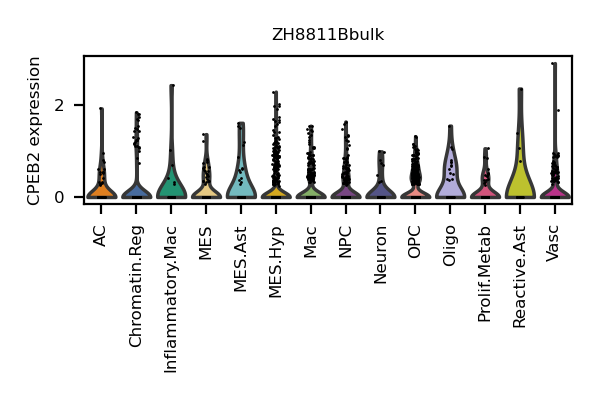 ZH8811Bbulk
CPEB2 expression
2
0
AC
Chromatin.Reg
Inflammatory.Mac
MES
MES.Ast
MES.Hyp
Mac
NPC
Neuron
OPC
Oligo
Prolif.Metab
Reactive.Ast
Vasc